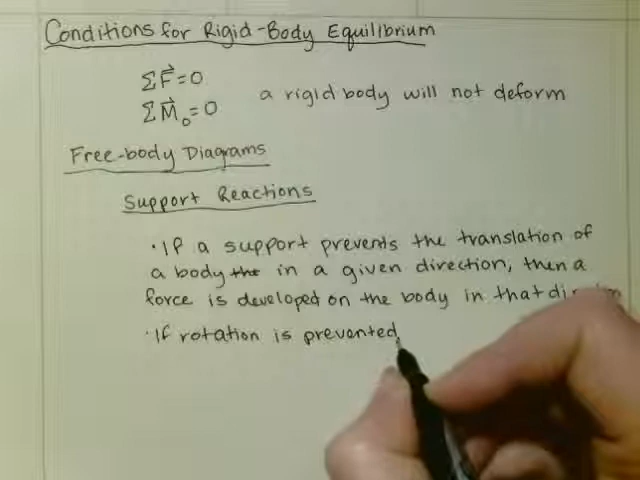 Conditions for Rigid-Body Equilibrium
ΣF⃗=0
ΣM⃗₀=0 a rigid body will not deform
Free-body Diagrams
Support Reactions
· If a support prevents the translation of
a body in a given direction, then a
force is developed on the body in that
· If rotation is prevented,